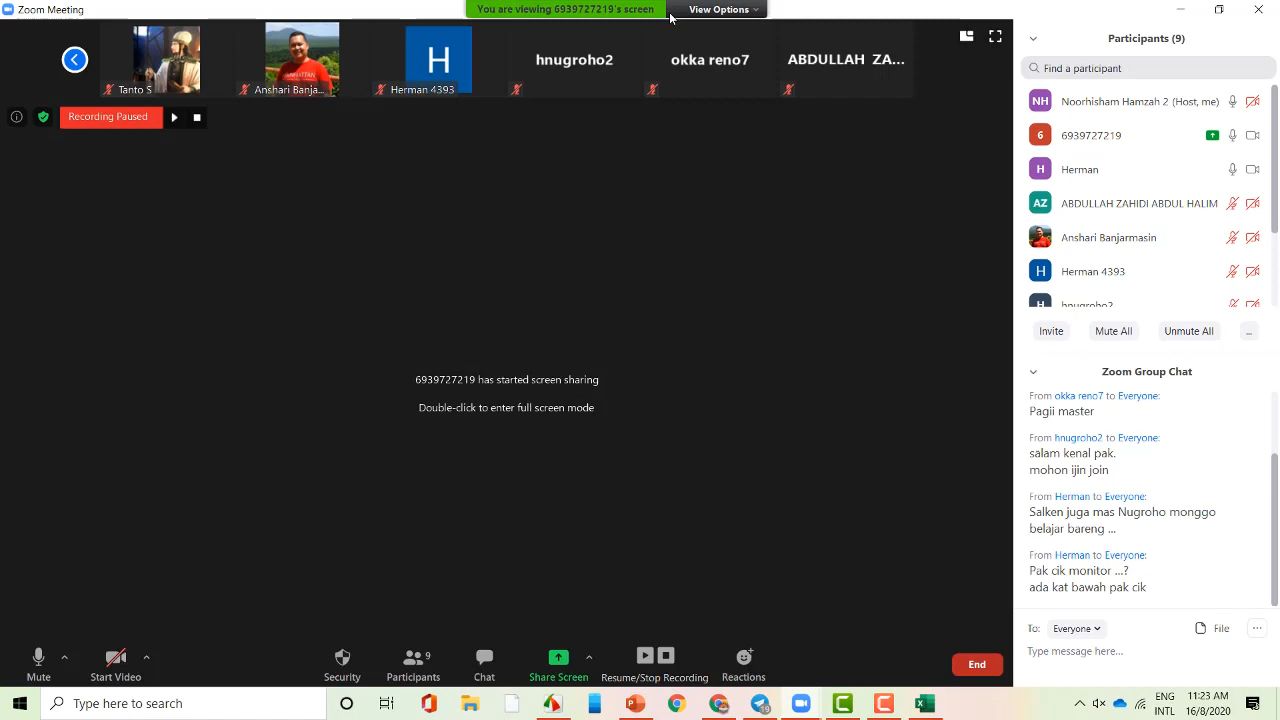 Zoom Meeting
You are viewing 6939727219's screen
View Options
Participants (9)
Tanto S
Anshari Banja...
H
Herman 4393
hnugroho2
okka reno7
ABDULLAH ZA...
Recording Paused
Find a participant
NH Noorhisham Hamzah 2 (Host, me)
6 6939727219
H Herman
AZ ABDULLAH ZAHIDI ABDUL HALIM
Anshari Banjarmasin
H Herman 4393
H hnugroho2
Invite
Mute All
Unmute All
...
6939727219 has started screen sharing
Double-click to enter full screen mode
Zoom Group Chat
From okka reno7 to Everyone:
Pagii master
From hnugroho2 to Everyone:
salam kenal pak.
mohon ijin join
From Herman to Everyone:
Salken juga mas Nugroho monggo
belajar bareng ...
From Herman to Everyone:
Pak cik monitor ...?
ada kat bawah pak cik
To: Everyone
File
...
Type message here...
Mute
Start Video
Security
9
Participants
Chat
Share Screen
Resume/Stop Recording
Reactions
End
Type here to search
19
ENG
INTL
11:23 AM
16/8/2020